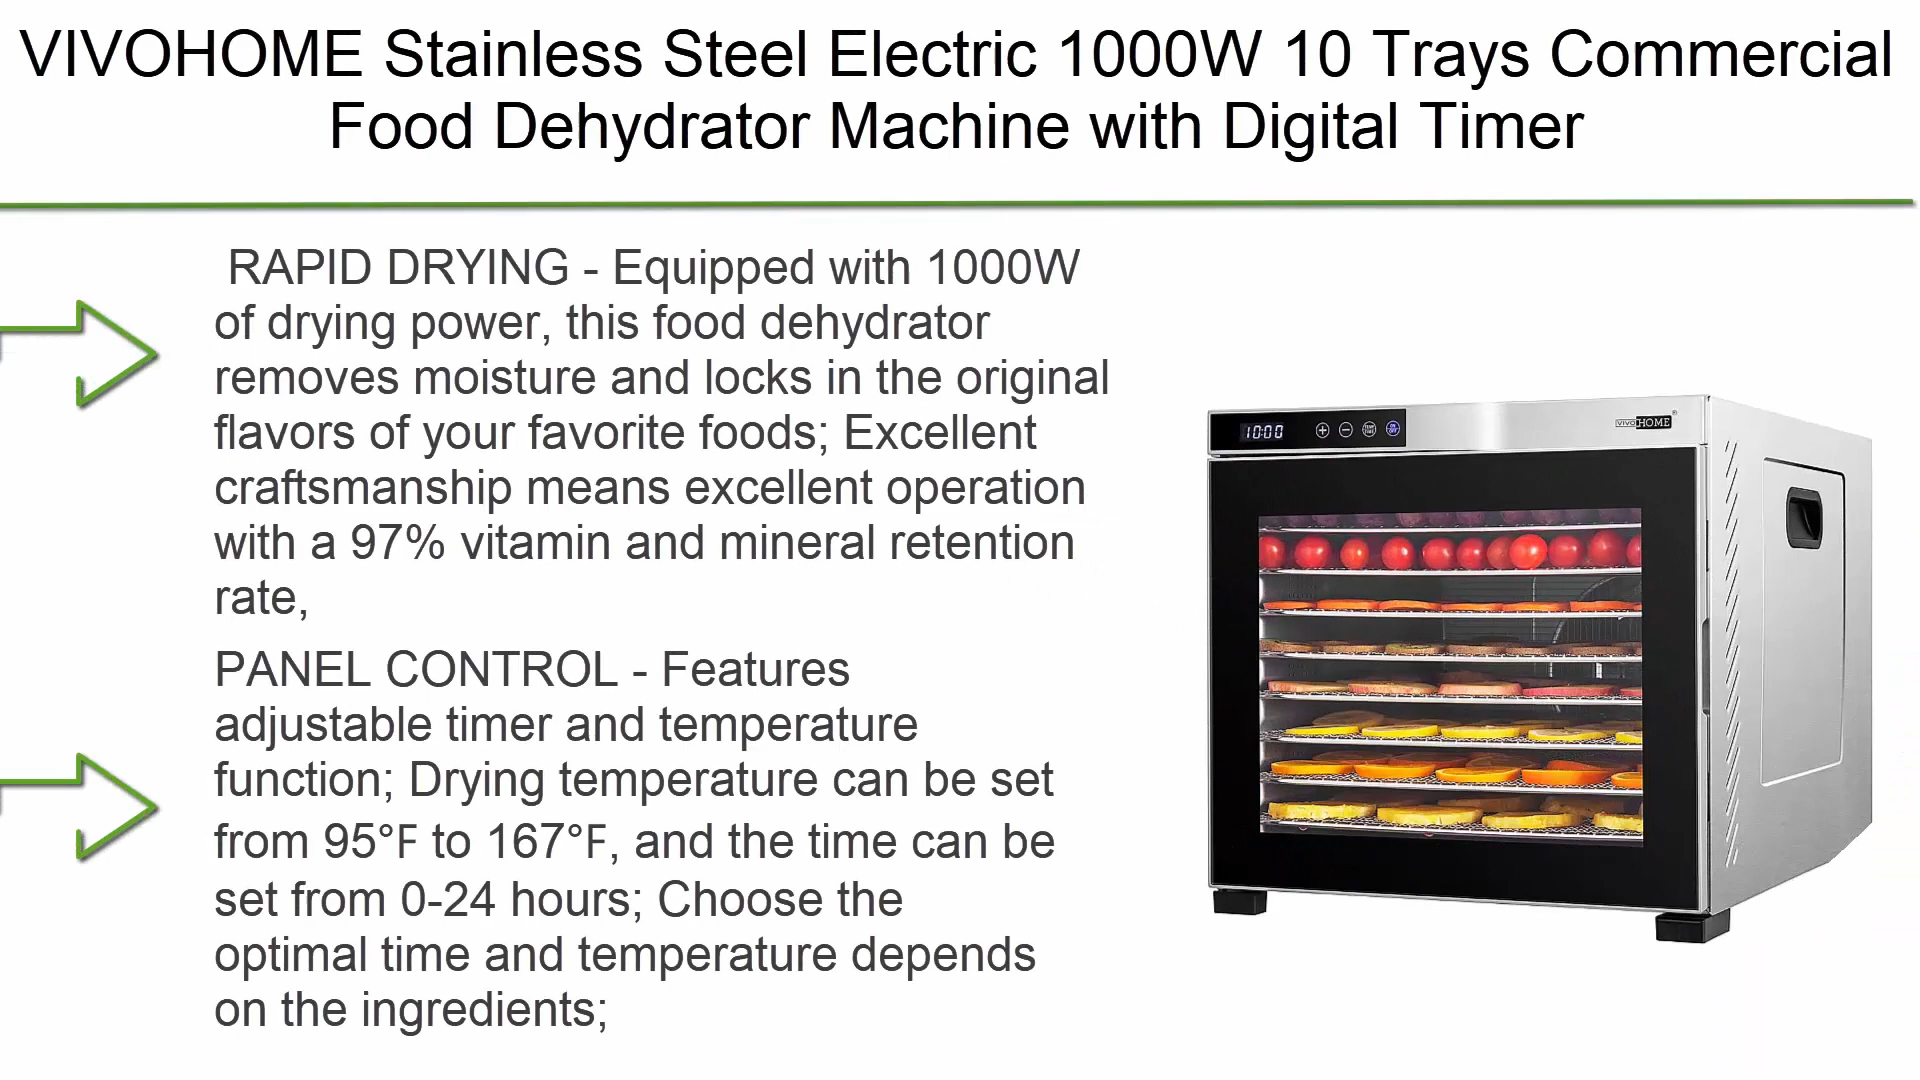 VIVOHOME Stainless Steel Electric 1000W 10 Trays Commercial
Food Dehydrator Machine with Digital Timer
RAPID DRYING - Equipped with 1000W
of drying power, this food dehydrator
removes moisture and locks in the original
flavors of your favorite foods; Excellent
craftsmanship means excellent operation
with a 97% vitamin and mineral retention
rate,
PANEL CONTROL - Features
adjustable timer and temperature
function; Drying temperature can be set
from 95°F to 167°F, and the time can be
set from 0-24 hours; Choose the
optimal time and temperature depends
on the ingredients;
10:00
VIVOHOME®